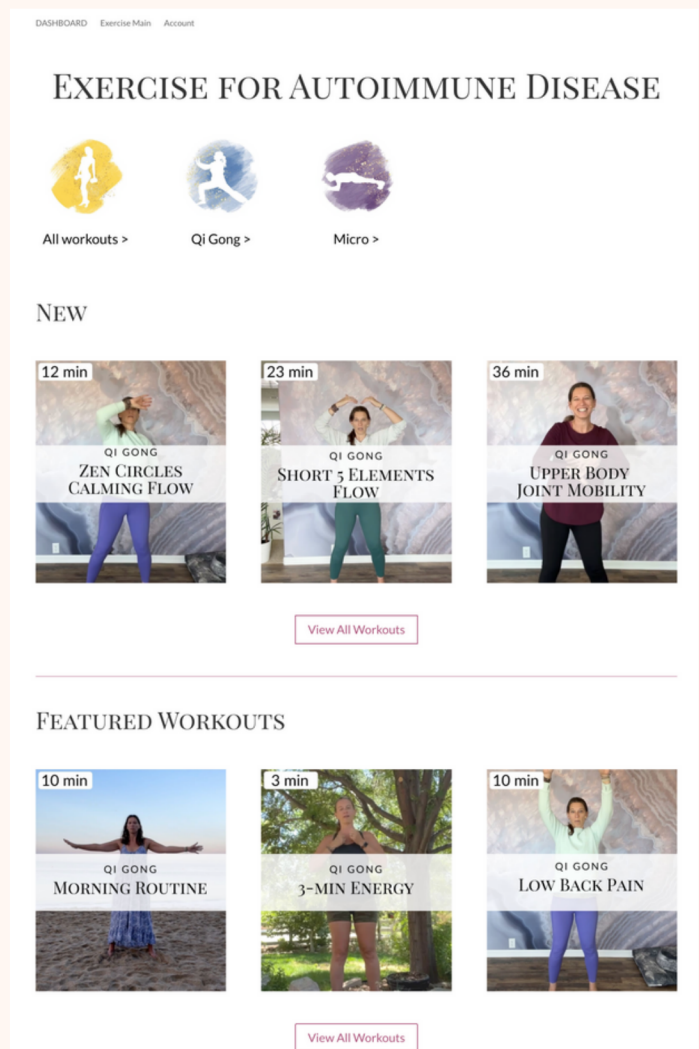 DASHBOARD Exercise Main Account
Exercise for Autoimmune Disease
All workouts > Qi Gong > Micro >
New
12 min
QI GONG
Zen Circles
Calming Flow
23 min
QI GONG
Short 5 Elements
Flow
36 min
QI GONG
Upper Body
Joint Mobility
View All Workouts
Featured Workouts
10 min
QI GONG
Morning Routine
3 min
QI GONG
3-min Energy
10 min
QI GONG
Low Back Pain
View All Workouts